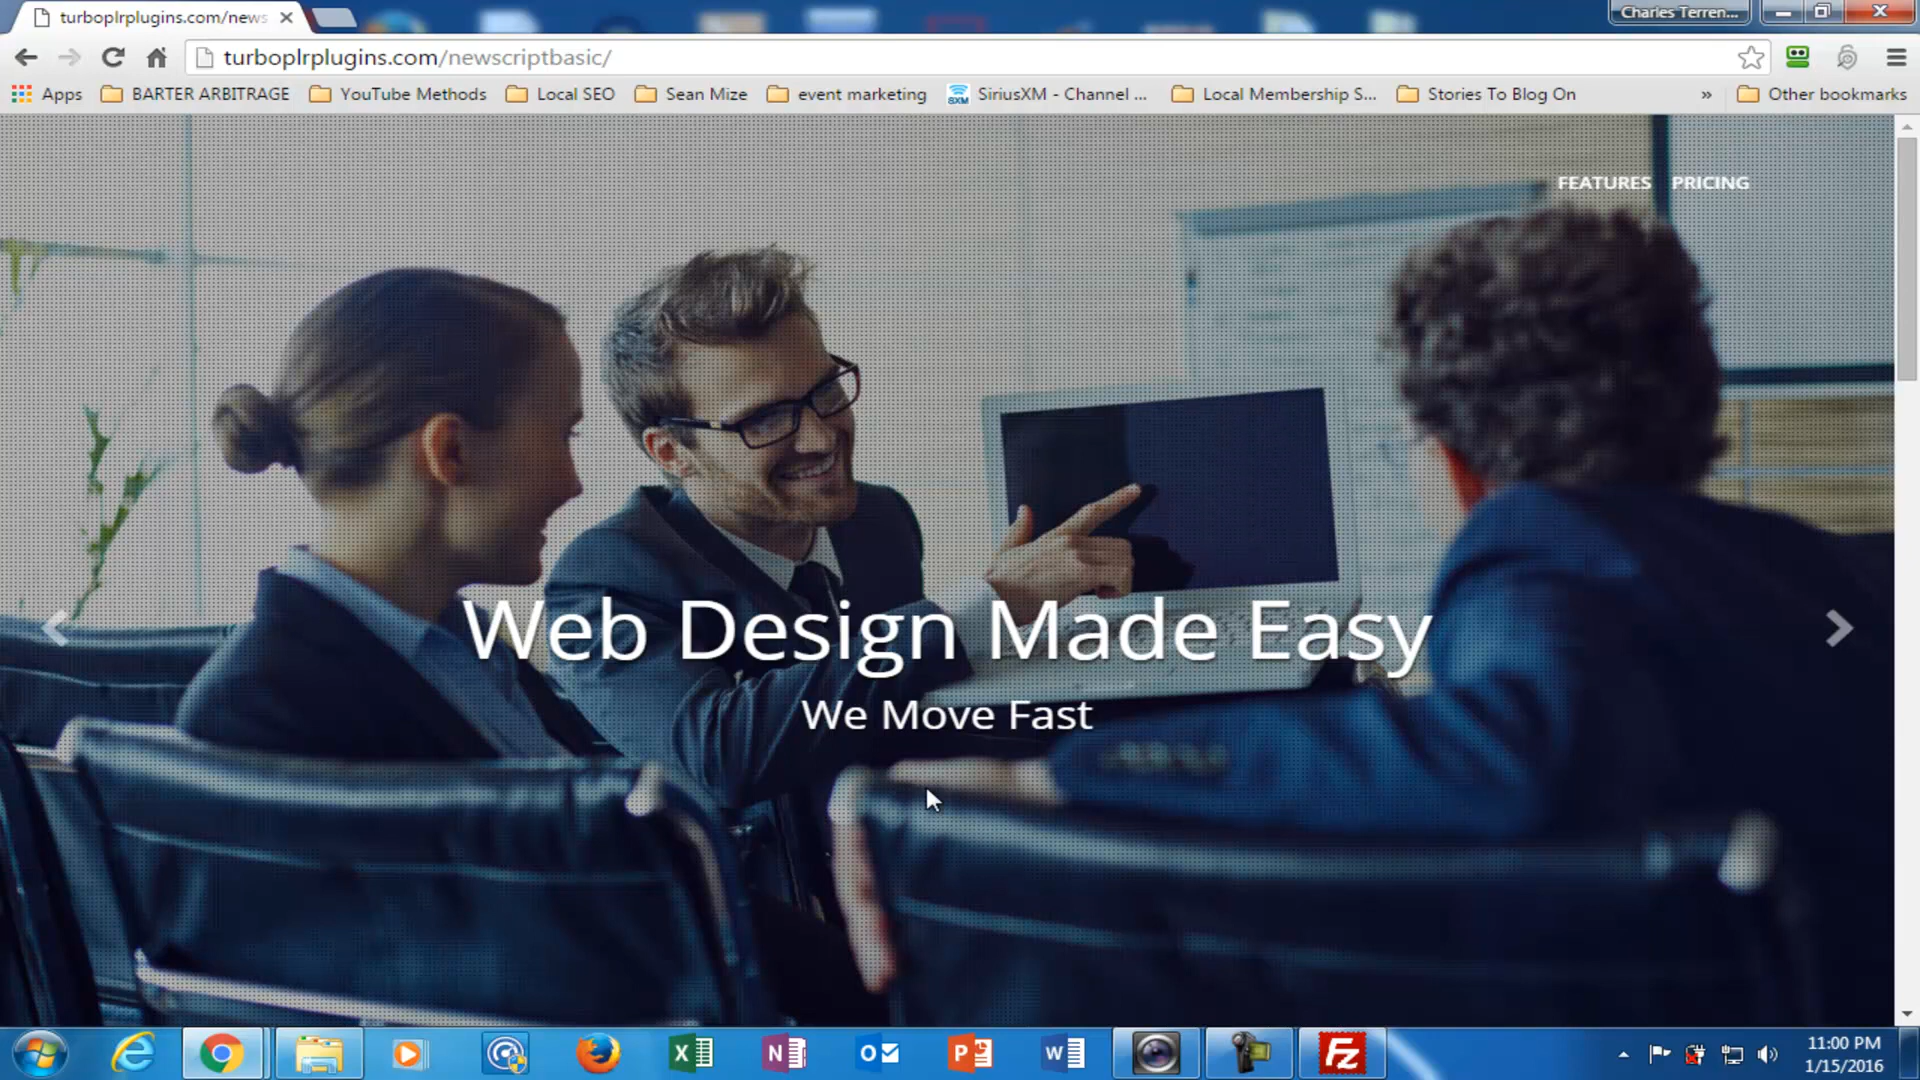 turboplrplugins.com/news
Charles Terren...
turboplrplugins.com/newscriptbasic/
Apps
BARTER ARBITRAGE
YouTube Methods
Local SEO
Sean Mize
event marketing
SXM
SiriusXM - Channel ...
Local Membership S...
Stories To Blog On
»
Other bookmarks
FEATURES
PRICING
Web Design Made Easy
We Move Fast
11:00 PM
1/15/2016